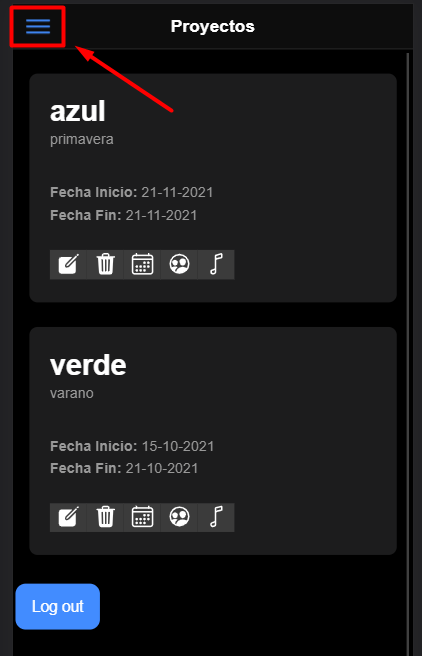 Proyectos
azul
primavera
Fecha Inicio: 21-11-2021
Fecha Fin: 21-11-2021
verde
varano
Fecha Inicio: 15-10-2021
Fecha Fin: 21-10-2021
Log out